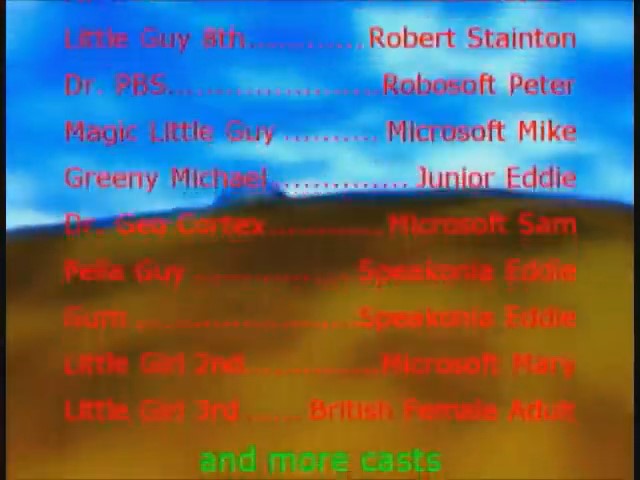 Little Guy 8th............Robert Stainton
Dr. PBS......................Robosoft Peter
Magic Little Guy ..........Microsoft Mike
Greeny Michael..............Junior Eddie
Dr. Geo Cortex............Microsoft Sam
Pella Guy ..................Speakonia Eddie
Gum .........................Speakonia Eddie
Little Girl 2nd..............Microsoft Mary
Little Girl 3rd ...... British Female Adult
and more casts